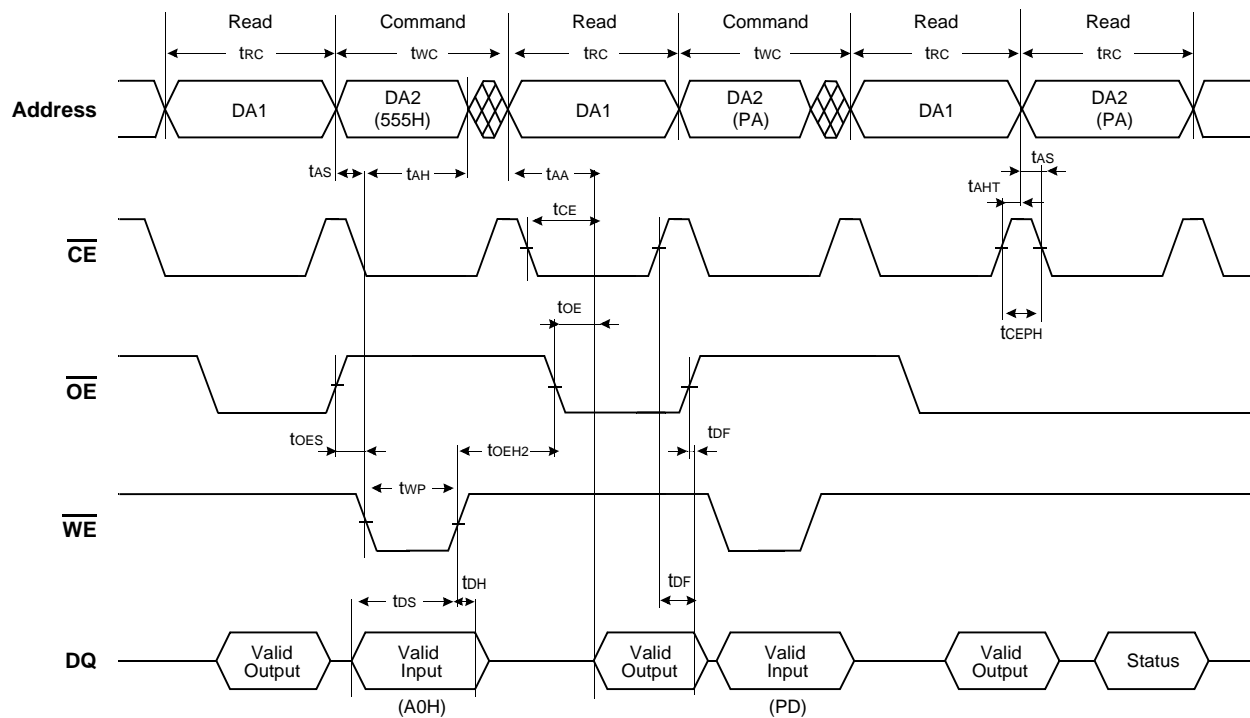 Read Command Read Command Read Read
tRC tWC tRC tWC tRC tRC
Address DA1 DA2 DA1 DA2 DA1 DA2
(555H) (PA) (PA)
tAS tAH tAA tAS
tAHT
tCE
CE
tOE
tCEPH
OE
tOES tOEH2 tDF
tWP
WE
tDH tDF
tDS
DQ Valid Valid Valid Valid Valid Status
Output Input Output Input Output
(A0H) (PD)